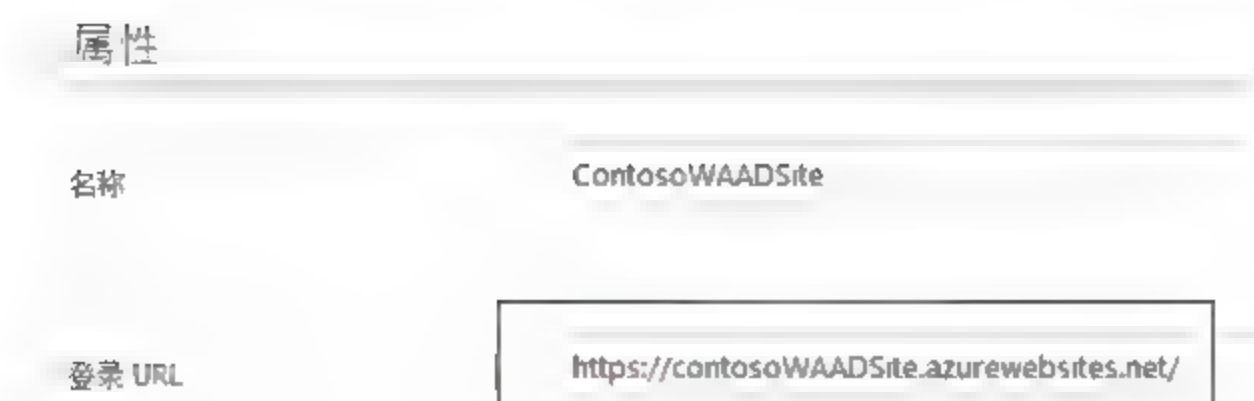 属性
名称
ContosoWAADSite
登录 URL
https://contosoWAADSite.azurewebsites.net/